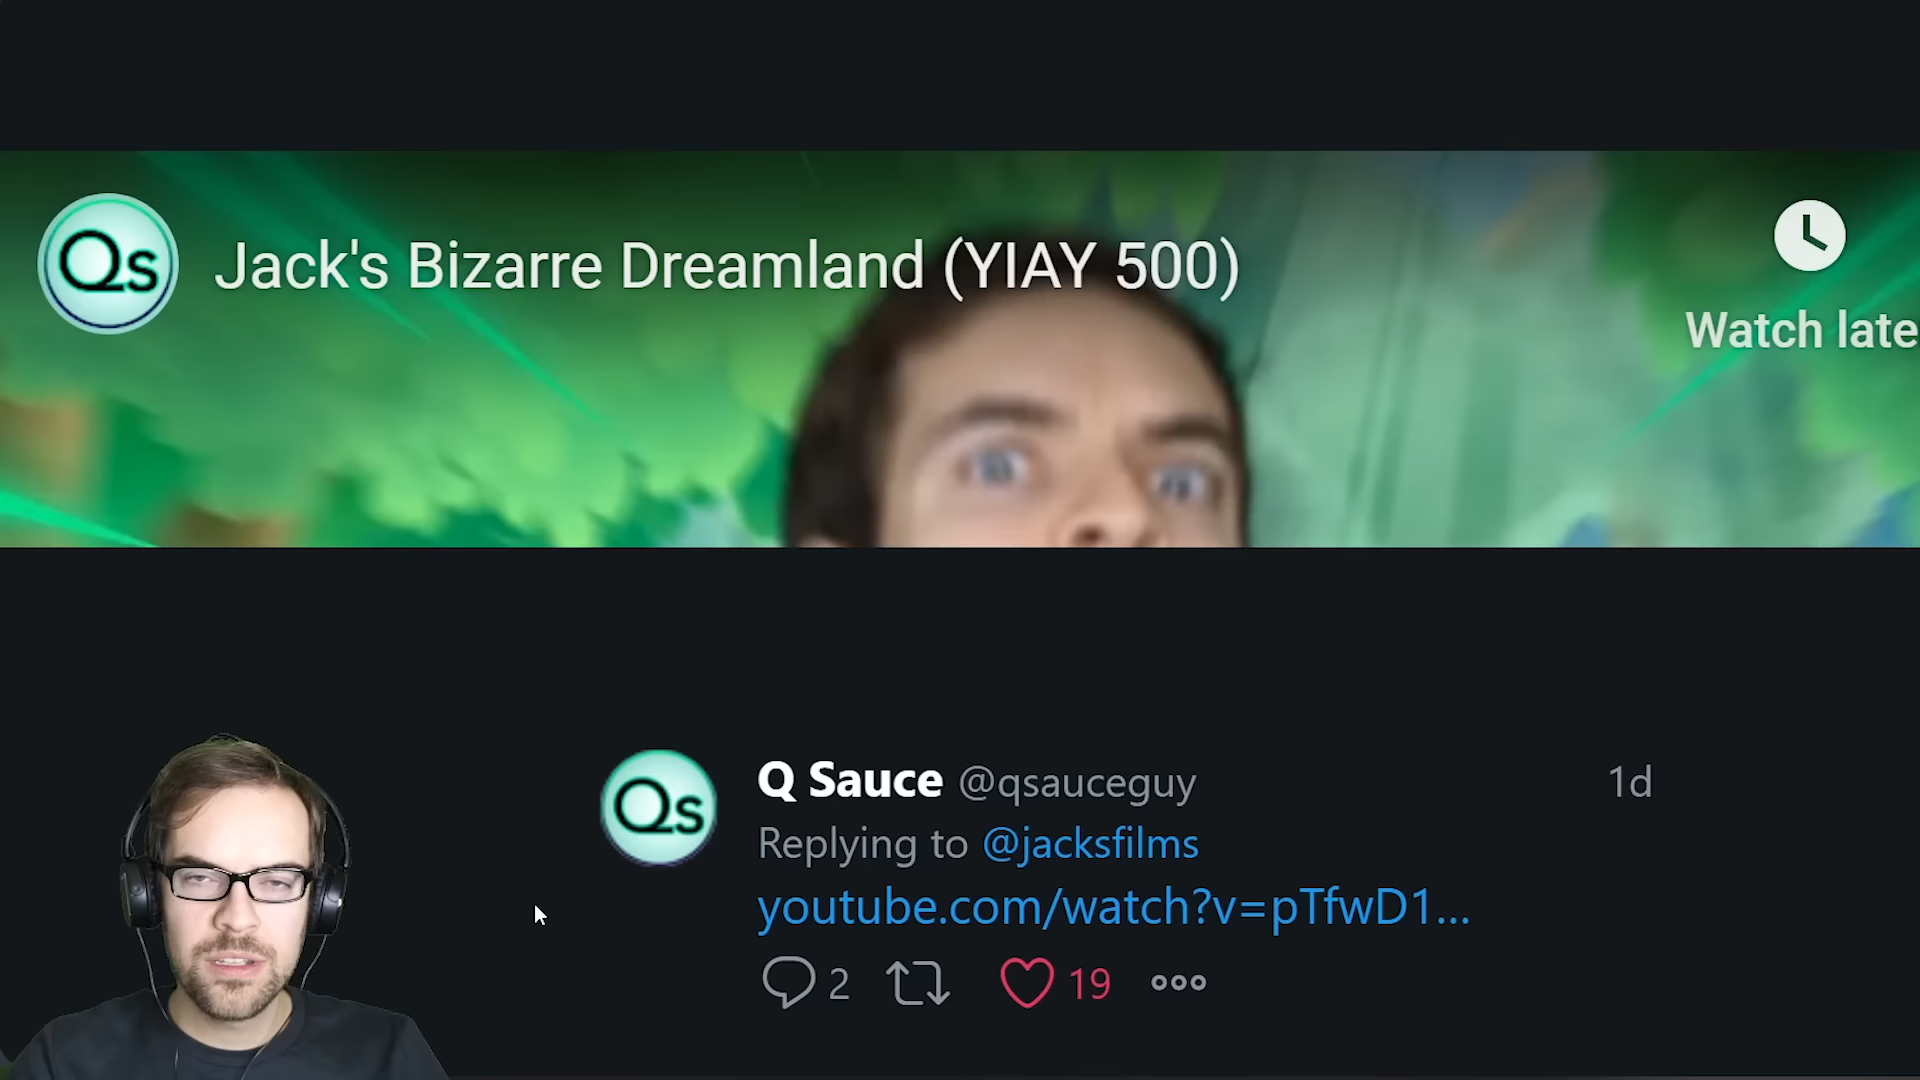 Qs
Jack's Bizarre Dreamland (YIAY 500)
Watch late
Qs
Q Sauce @qsauceguy
1d
Replying to @jacksfilms
youtube.com/watch?v=pTfwD1...
2
19